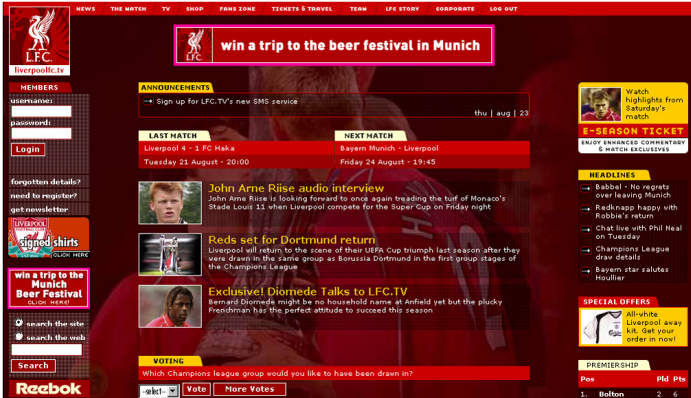 NEWS THE MATCH TV SHOP FANS ZONE TICKETS & TRAVEL TEAM LFC STORY CORPORATE LOG OUT
L.F.C.
liverpoolfc.tv
L.F.C.
win a trip to the beer festival in Munich
MEMBERS
username:
password:
Login
forgotten details?
need to register?
get newsletter
LIVERPOOL
signed shirts
CLICK HERE
win a trip to the
Munich
Beer Festival
CLICK HERE!
search the site
search the web
Search
Reebok
ANNOUNCEMENTS
Sign up for LFC.TV's new SMS service
thu | aug | 23
LAST MATCH
Liverpool 4 - 1 FC Haka
Tuesday 21 August - 20:00
NEXT MATCH
Bayern Munich - Liverpool
Friday 24 August - 19:45
John Arne Riise audio interview
John Arne Riise is looking forward to once again treading the turf of Monaco's
Stade Louis 11 when Liverpool compete for the Super Cup on Friday night
Reds set for Dortmund return
Liverpool will return to the scene of their UEFA Cup triumph last season after they
were drawn in the same group as Borussia Dortmund in the first group stages of
the Champions League
Exclusive! Diomede Talks to LFC.TV
Bernard Diomede might be no household name at Anfield yet but the plucky
Frenchman has the perfect attitude to succeed this season
VOTING
Which Champions league group would you like to have been drawn in?
--select--
Vote
More Votes
Watch
highlights from
Saturday's
match
E-SEASON TICKET
ENJOY ENHANCED COMMENTARY
& MATCH EXCLUSIVES
HEADLINES
Babbel - No regrets
over leaving Munich
Redknapp happy with
Robbie's return
Chat live with Phil Neal
on Tuesday
Champions League
draw details
Bayern star salutes
Houllier
SPECIAL OFFERS
All-white
Liverpool away
kit. Get your
order in now!
PREMIERSHIP
Pos Pld Pts
1. Bolton 2 6